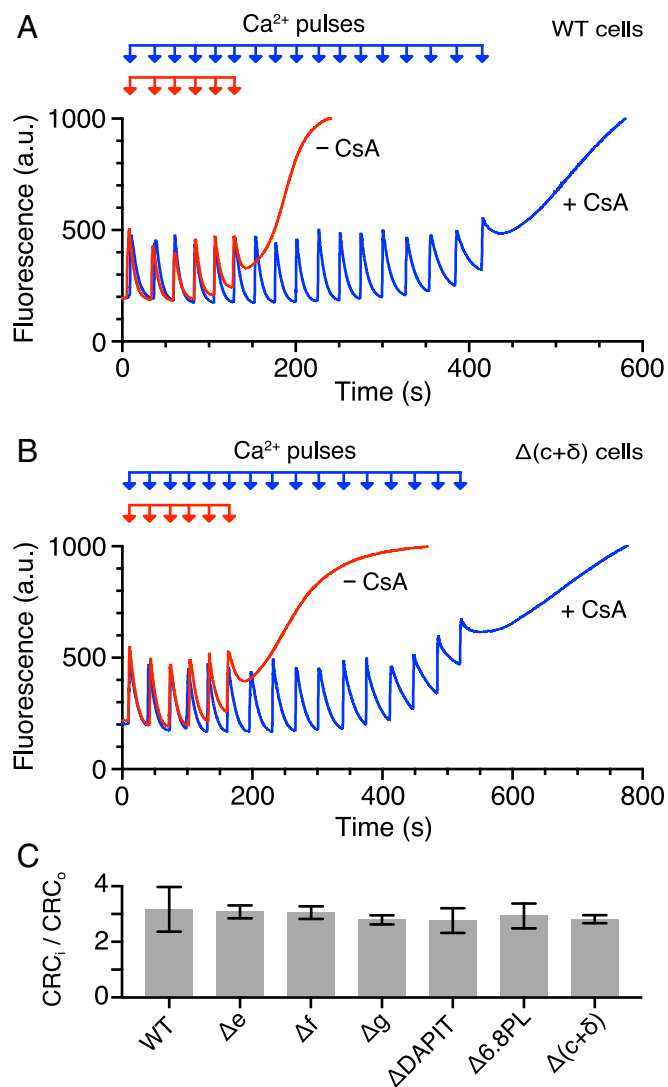 A
Ca²⁺ pulses
WT cells
1000
500
0
Fluorescence (a.u.)
– CsA
+ CsA
0 200 400 600
Time (s)
B
Ca²⁺ pulses
Δ(c+δ) cells
1000
500
0
Fluorescence (a.u.)
– CsA
+ CsA
0 200 400 600 800
Time (s)
C
4
2
0
CRCᵢ / CRCₒ
WT Δe Δf Δg ΔDAPIT Δ6.8PL Δ(c+δ)